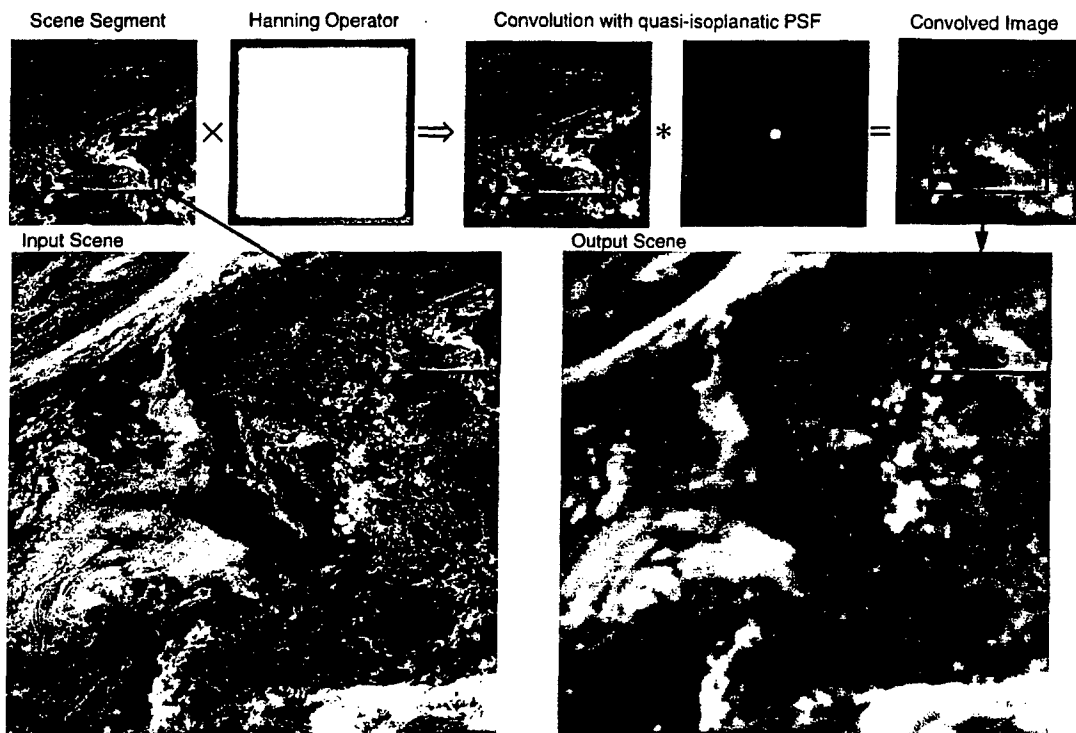 Scene Segment Hanning Operator Convolution with quasi-isoplanatic PSF Convolved Image
× ⇒ * =
Input Scene Output Scene